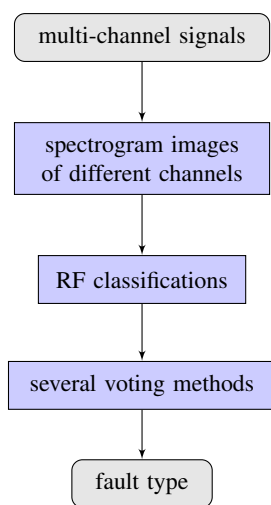 multi-channel signals
spectrogram images
of different channels
RF classifications
several voting methods
fault type